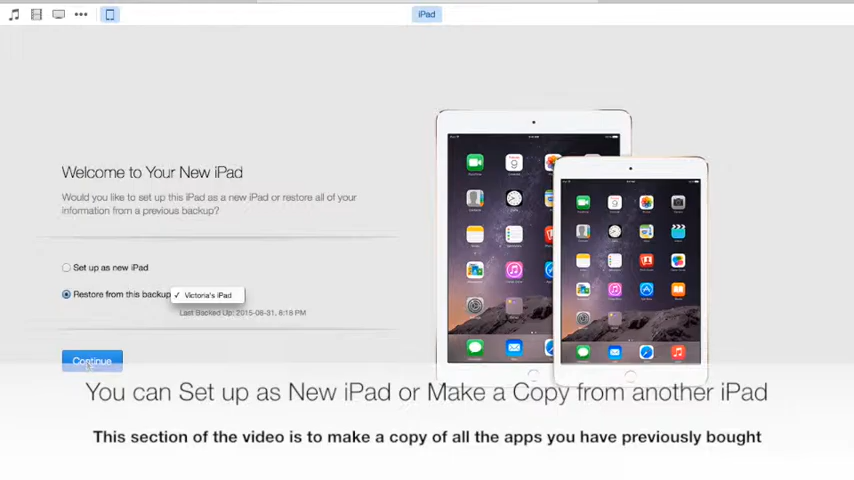 iPad
Welcome to Your New iPad
Would you like to set up this iPad as a new iPad or restore all of your
information from a previous backup?
Set up as new iPad
Restore from this backup ✓ Victoria's iPad
Last Backed Up: 2015-08-31, 6:18 PM
Continue
You can Set up as New iPad or Make a Copy from another iPad
This section of the video is to make a copy of all the apps you have previously bought